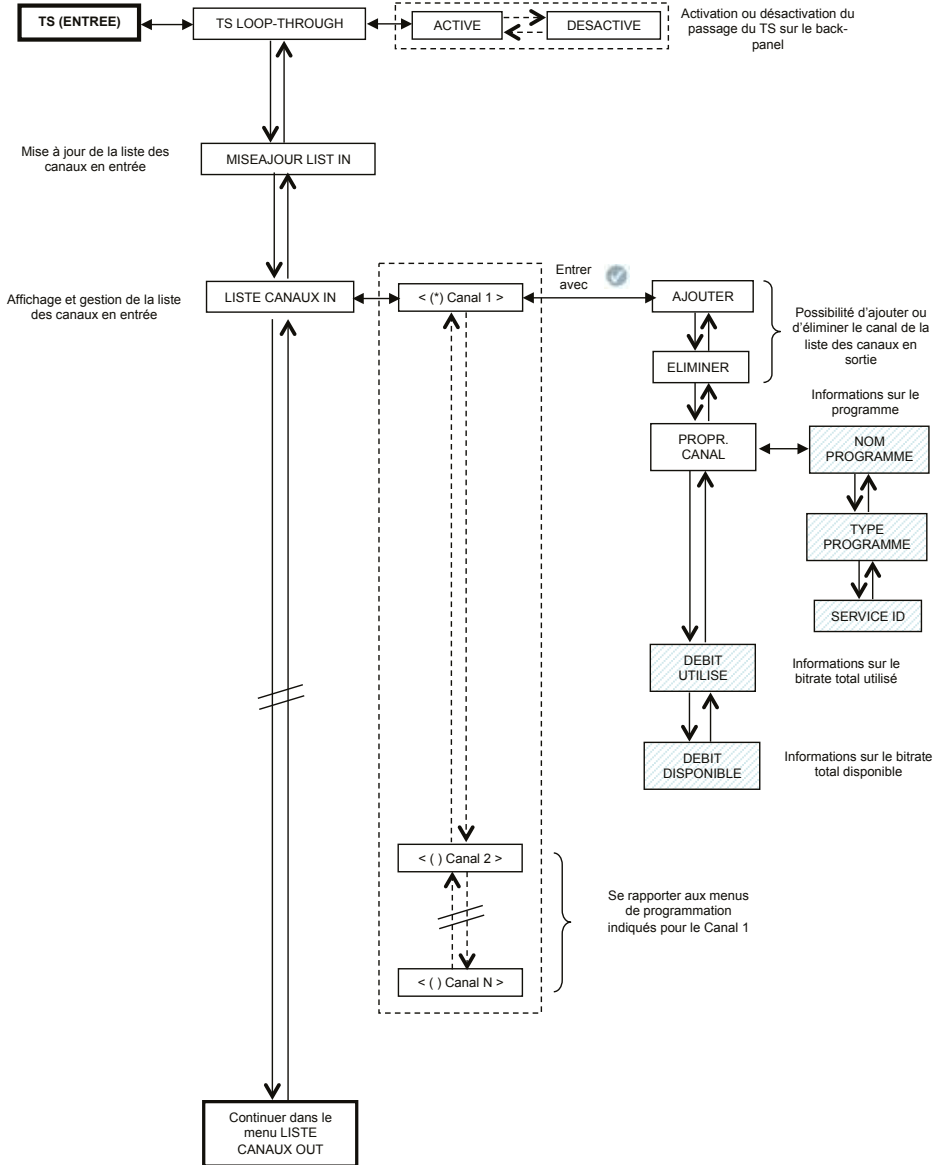 TS (ENTREE)
TS LOOP-THROUGH
ACTIVE
DESACTIVE
Activation ou désactivation du
passage du TS sur le back-
panel
Mise à jour de la liste des
canaux en entrée
MISEAJOUR LIST IN
Affichage et gestion de la liste
des canaux en entrée
LISTE CANAUX IN
< (*) Canal 1 >
Entrer
avec
AJOUTER
ELIMINER
Possibilité d'ajouter ou
d'éliminer le canal de la
liste des canaux en
sortie
Informations sur le
programme
PROPR.
CANAL
NOM
PROGRAMME
TYPE
PROGRAMME
SERVICE ID
DEBIT
UTILISE
Informations sur le
bitrate total utilisé
DEBIT
DISPONIBLE
Informations sur le bitrate
total disponible
< ( ) Canal 2 >
Se rapporter aux menus
de programmation
indiqués pour le Canal 1
< ( ) Canal N >
Continuer dans le
menu LISTE
CANAUX OUT